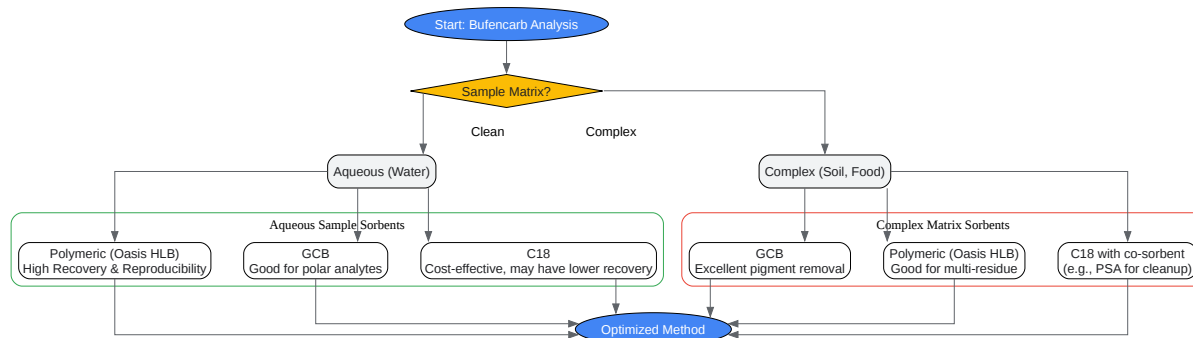 Start: Bufencarb Analysis
Sample Matrix?
Clean
Complex
Aqueous (Water)
Complex (Soil, Food)
Aqueous Sample Sorbents
Polymeric (Oasis HLB)
High Recovery & Reproducibility
GCB
Good for polar analytes
C18
Cost-effective, may have lower recovery
Complex Matrix Sorbents
GCB
Excellent pigment removal
Polymeric (Oasis HLB)
Good for multi-residue
C18 with co-sorbent
(e.g., PSA for cleanup)
Optimized Method